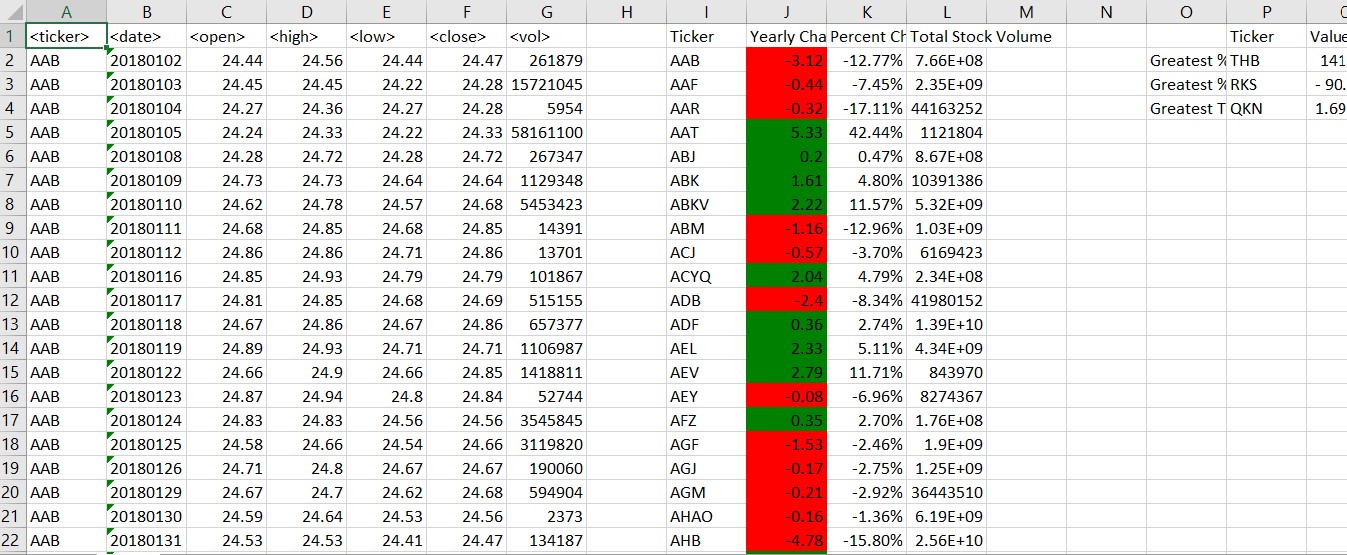 A B C D E F G H I J K L M N O P
1 <ticker> <date> <open> <high> <low> <close> <vol> Ticker Yearly Cha Percent Ch Total Stock Volume Ticker Value
2 AAB 20180102 24.44 24.56 24.44 24.47 261879 AAB -3.12 -12.77% 7.66E+08 Greatest % THB 141
3 AAB 20180103 24.45 24.45 24.22 24.28 15721045 AAF -0.44 -7.45% 2.35E+09 Greatest % RKS - 90.
4 AAB 20180104 24.27 24.36 24.27 24.28 5954 AAR -0.32 -17.11% 44163252 Greatest T QKN 1.69
5 AAB 20180105 24.24 24.33 24.22 24.33 58161100 AAT 5.33 42.44% 1121804
6 AAB 20180108 24.28 24.72 24.28 24.72 267347 ABJ 0.2 0.47% 8.67E+08
7 AAB 20180109 24.73 24.73 24.64 24.64 1129348 ABK 1.61 4.80% 10391386
8 AAB 20180110 24.62 24.78 24.57 24.68 5453423 ABKV 2.22 11.57% 5.32E+09
9 AAB 20180111 24.68 24.85 24.68 24.85 14391 ABM -1.16 -12.96% 1.03E+09
10 AAB 20180112 24.86 24.86 24.71 24.86 13701 ACJ -0.57 -3.70% 6169423
11 AAB 20180116 24.85 24.93 24.79 24.79 101867 ACYQ 2.04 4.79% 2.34E+08
12 AAB 20180117 24.81 24.85 24.68 24.69 515155 ADB -2.4 -8.34% 41980152
13 AAB 20180118 24.67 24.86 24.67 24.86 657377 ADF 0.36 2.74% 1.39E+10
14 AAB 20180119 24.89 24.93 24.71 24.71 1106987 AEL 2.33 5.11% 4.34E+09
15 AAB 20180122 24.66 24.9 24.66 24.85 1418811 AEV 2.79 11.71% 843970
16 AAB 20180123 24.87 24.94 24.8 24.84 52744 AEY -0.08 -6.96% 8274367
17 AAB 20180124 24.83 24.83 24.56 24.56 3545845 AFZ 0.35 2.70% 1.76E+08
18 AAB 20180125 24.58 24.66 24.54 24.66 3119820 AGF -1.53 -2.46% 1.9E+09
19 AAB 20180126 24.71 24.8 24.67 24.67 190060 AGJ -0.17 -2.75% 1.25E+09
20 AAB 20180129 24.67 24.7 24.62 24.68 594904 AGM -0.21 -2.92% 36443510
21 AAB 20180130 24.59 24.64 24.53 24.56 2373 AHAO -0.16 -1.36% 6.19E+09
22 AAB 20180131 24.53 24.53 24.41 24.47 134187 AHB -4.78 -15.80% 2.56E+10